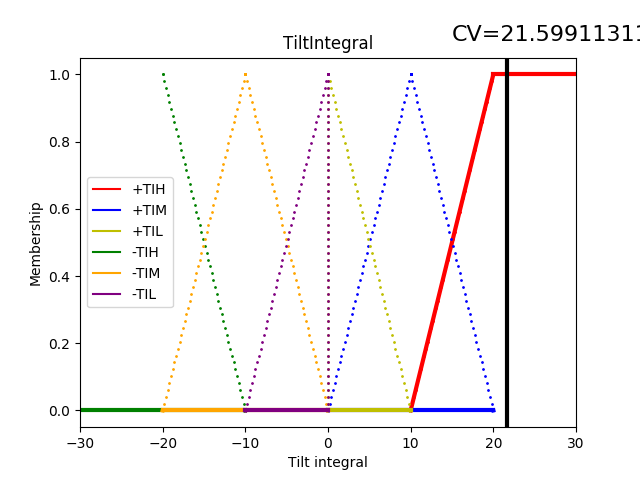 CV=21.59911311
TiltIntegral
1.0
0.8
0.6
0.4
0.2
0.0
Membership
+TIH
+TIM
+TIL
-TIH
-TIM
-TIL
−30 −20 −10 0 10 20 30
Tilt integral